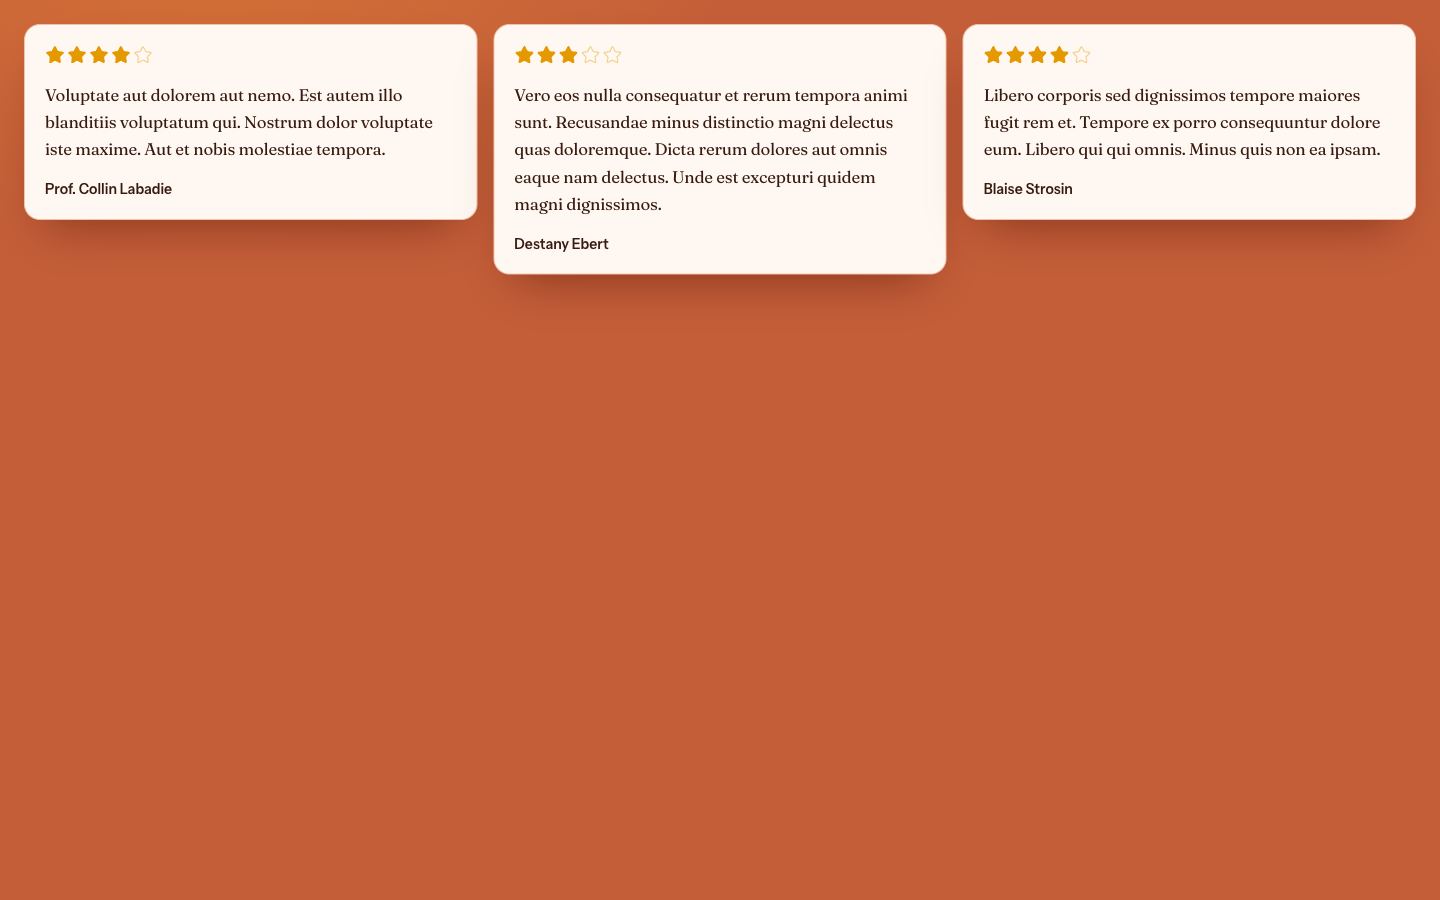 Voluptate aut dolorem aut nemo. Est autem illo
blanditiis voluptatum qui. Nostrum dolor voluptate
iste maxime. Aut et nobis molestiae tempora.
Prof. Collin Labadie
Vero eos nulla consequatur et rerum tempora animi
sunt. Recusandae minus distinctio magni delectus
quas doloremque. Dicta rerum dolores aut omnis
eaque nam delectus. Unde est excepturi quidem
magni dignissimos.
Destany Ebert
Libero corporis sed dignissimos tempore maiores
fugit rem et. Tempore ex porro consequuntur dolore
eum. Libero qui qui omnis. Minus quis non ea ipsam.
Blaise Strosin